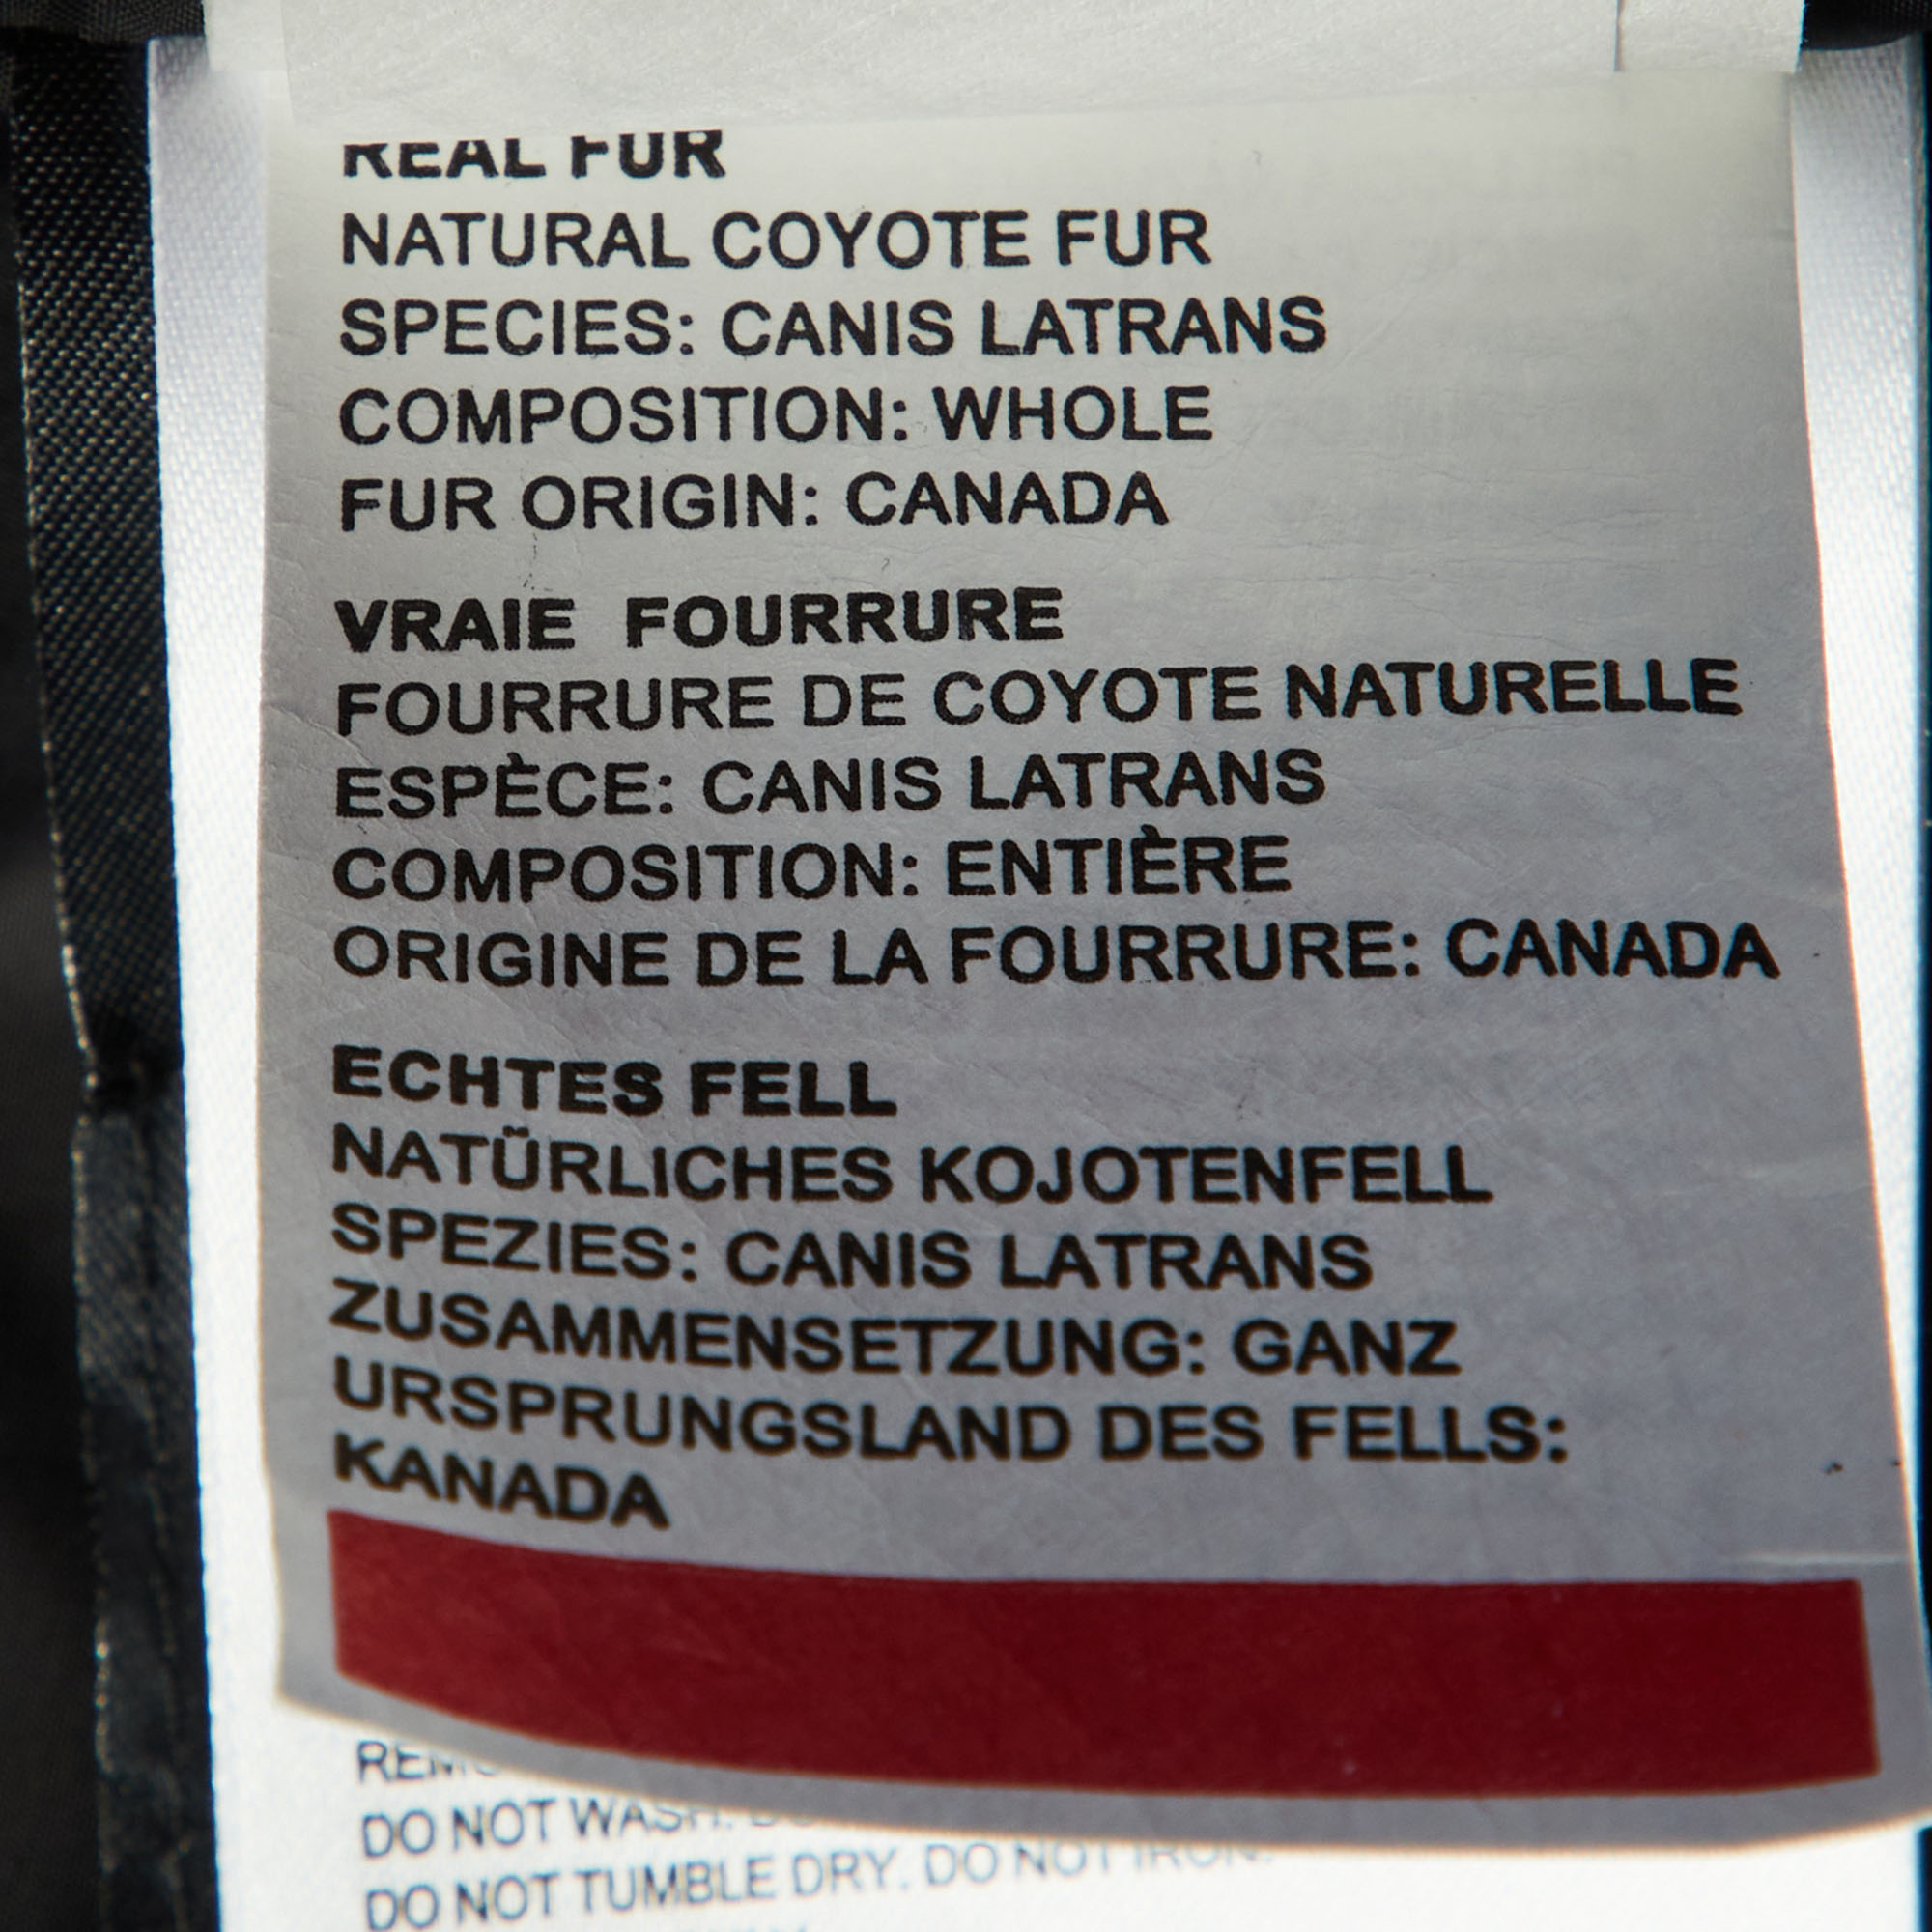 REAL FUR
NATURAL COYOTE FUR
SPECIES: CANIS LATRANS
COMPOSITION: WHOLE
FUR ORIGIN: CANADA
VRAIE FOURRURE
FOURRURE DE COYOTE NATURELLE
ESPÈCE: CANIS LATRANS
COMPOSITION: ENTIÈRE
ORIGINE DE LA FOURRURE: CANADA
ECHTES FELL
NATÜRLICHES KOJOTENFELL
SPEZIES: CANIS LATRANS
ZUSAMMENSETZUNG: GANZ
URSPRUNGSLAND DES FELLS:
KANADA
DO NOT WASH.
DO NOT TUMBLE DRY. DO NOT IRON.